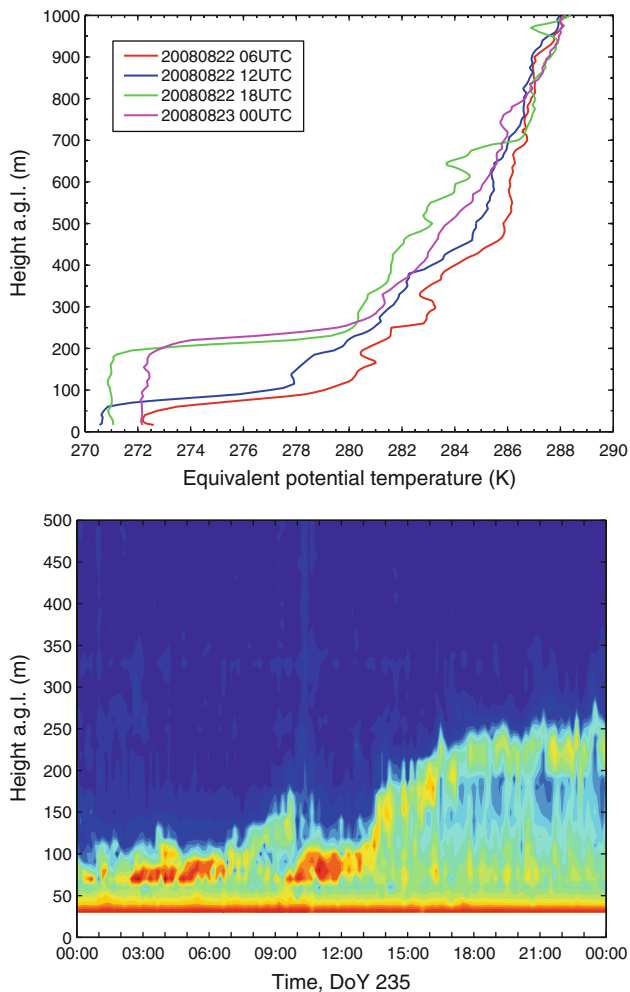 1000
900
800
700
600
500
400
300
200
100
0
Height a.g.l. (m)
20080822 06UTC
20080822 12UTC
20080822 18UTC
20080823 00UTC
270 272 274 276 278 280 282 284 286 288 290
Equivalent potential temperature (K)
500
450
400
350
300
250
200
150
100
50
0
Height a.g.l. (m)
00:00 03:00 06:00 09:00 12:00 15:00 18:00 21:00 00:00
Time, DoY 235